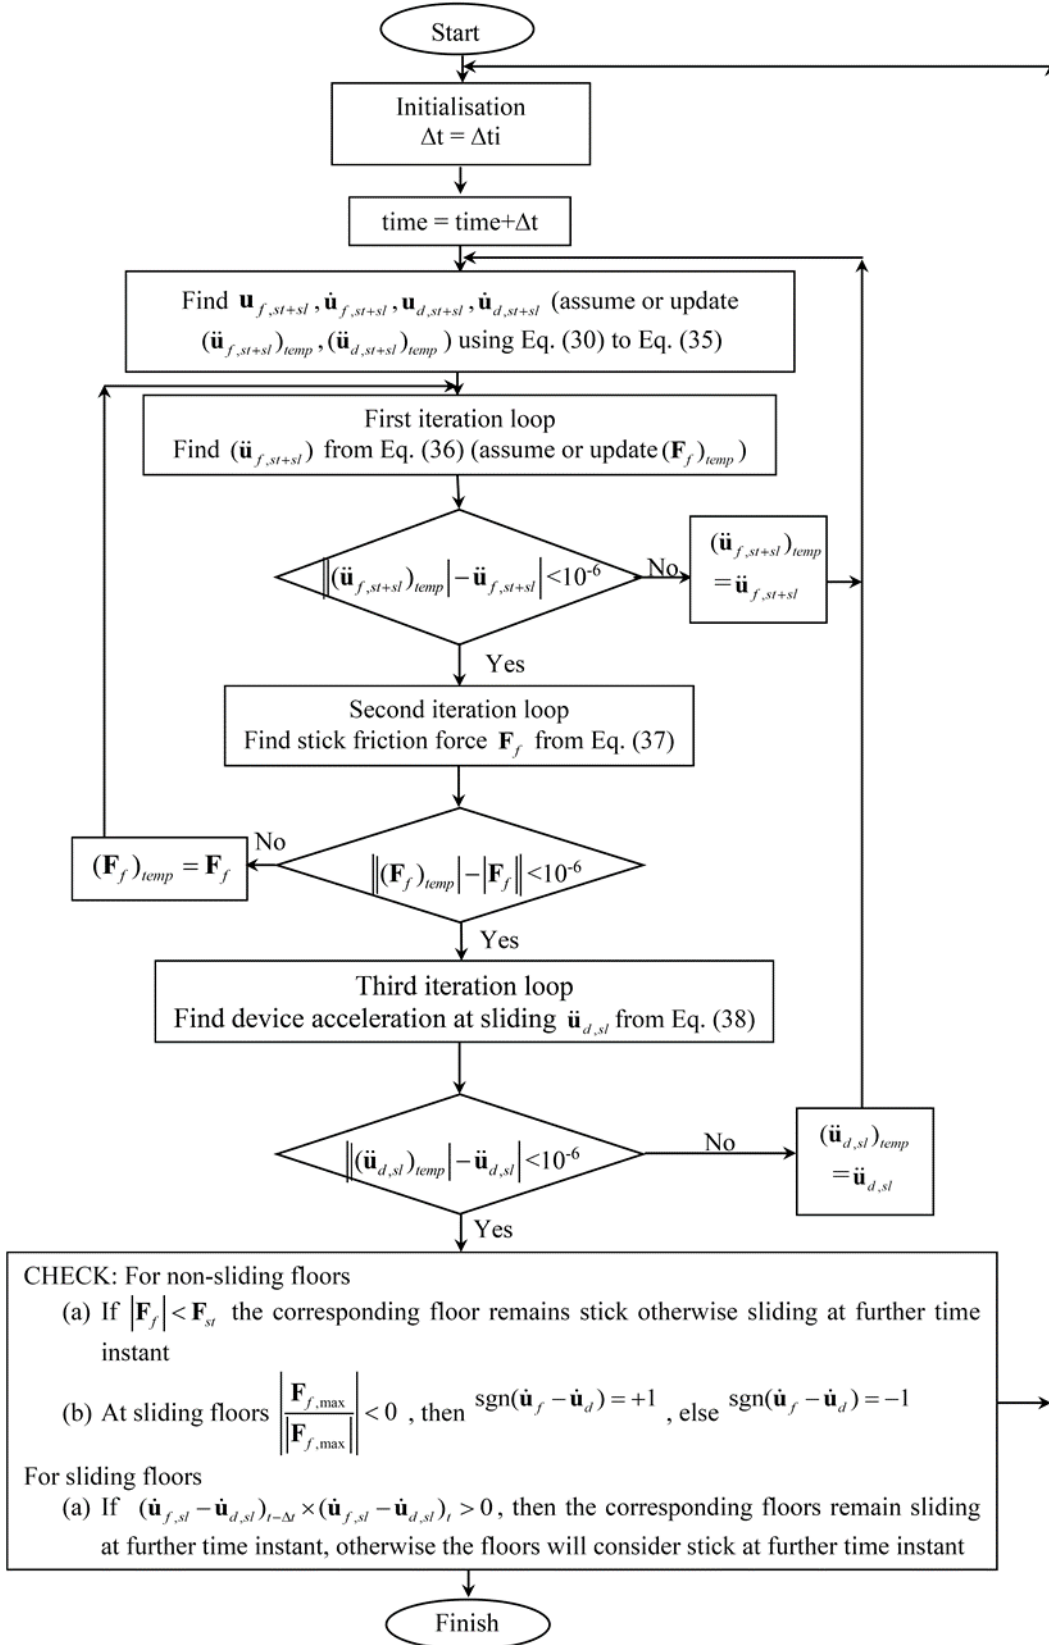 Start
Initialisation
Δt = Δti
time = time+Δt
Find u_{f,st+sl}, u̇_{f,st+sl}, u_{d,st+sl}, u̇_{d,st+sl} (assume or update
(ü_{f,st+sl})_{temp}, (ü_{d,st+sl})_{temp}) using Eq. (30) to Eq. (35)
First iteration loop
Find (ü_{f,st+sl}) from Eq. (36) (assume or update (F_f)_{temp})
||(ü_{f,st+sl})_{temp}| − ü_{f,st+sl}| <10^{-6}
No
(ü_{f,st+sl})_{temp}
= ü_{f,st+sl}
Yes
Second iteration loop
Find stick friction force F_f from Eq. (37)
No
(F_f)_{temp} = F_f
||(F_f)_{temp}| − |F_f|| <10^{-6}
Yes
Third iteration loop
Find device acceleration at sliding ü_{d,sl} from Eq. (38)
||(ü_{d,sl})_{temp}| − ü_{d,sl}| <10^{-6}
No
(ü_{d,sl})_{temp}
= ü_{d,sl}
Yes
CHECK: For non-sliding floors
(a) If |F_f| < F_{st} the corresponding floor remains stick otherwise sliding at further time
instant
(b) At sliding floors |F_{f,max} / ||F_{f,max}|| < 0 , then sgn(u̇_f − u̇_d) = +1 , else sgn(u̇_f − u̇_d) = −1
For sliding floors
(a) If (u̇_{f,sl} − u̇_{d,sl})_{t−Δt} × (u̇_{f,sl} − u̇_{d,sl})_t > 0 , then the corresponding floors remain sliding
at further time instant, otherwise the floors will consider stick at further time instant
Finish